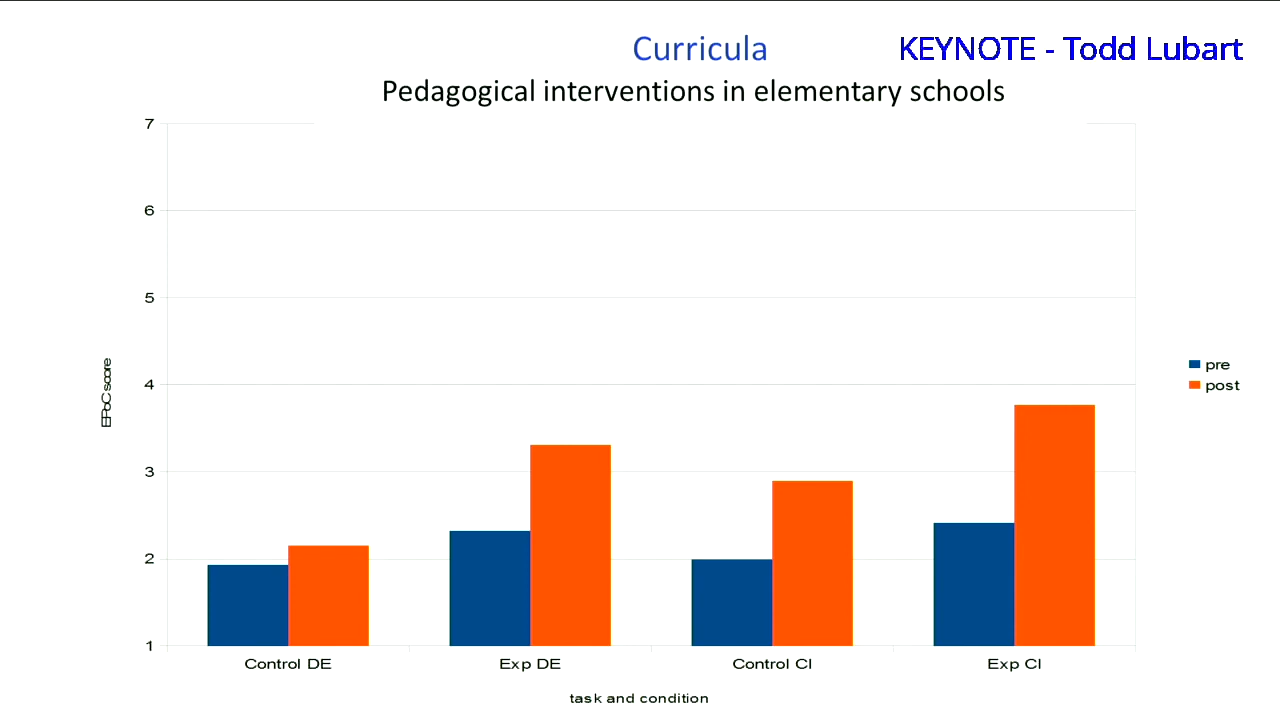 Curricula
KEYNOTE - Todd Lubart
Pedagogical interventions in elementary schools
7
6
5
4
3
2
1
EPoC score
pre
post
Control DE
Exp DE
Control CI
Exp CI
task and condition